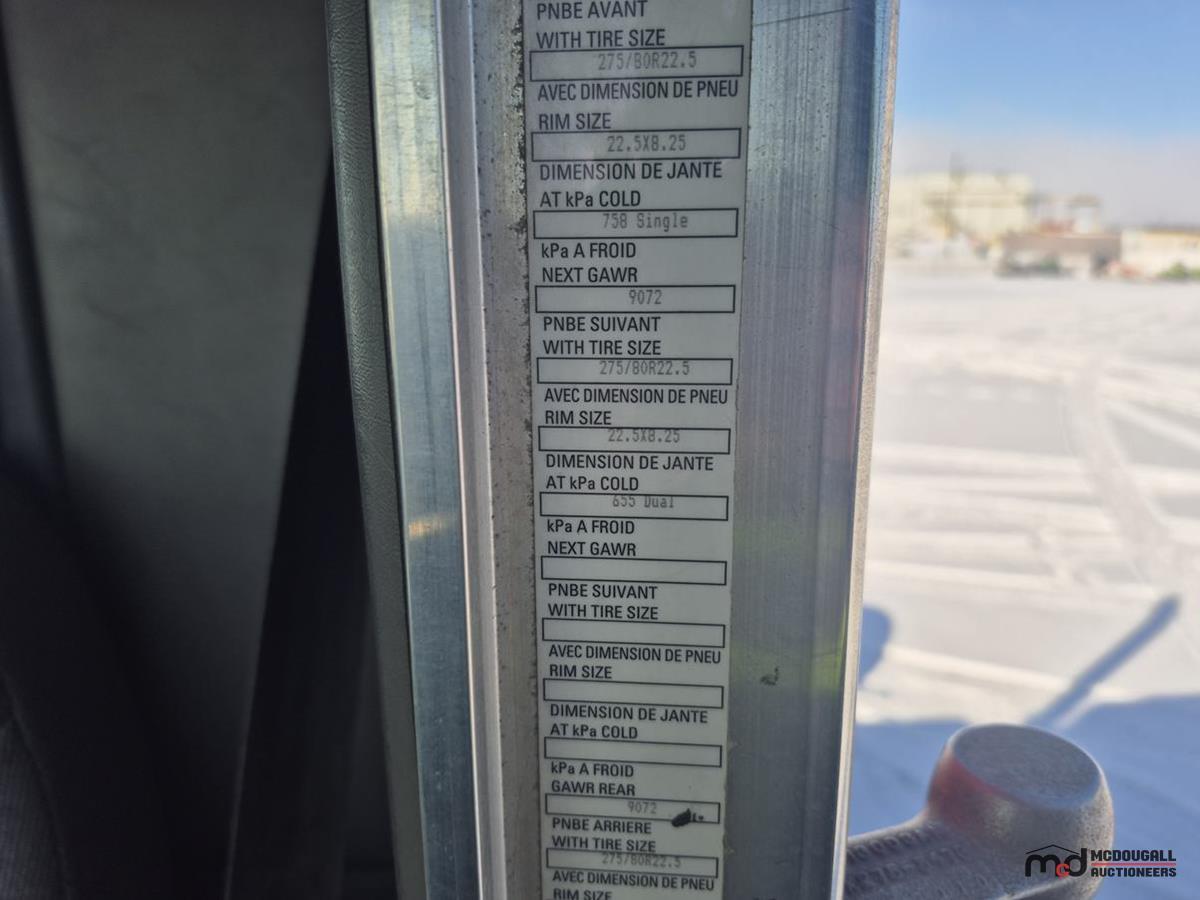 PNBE AVANT
WITH TIRE SIZE
275/80R22.5
AVEC DIMENSION DE PNEU
RIM SIZE
22.5X8.25
DIMENSION DE JANTE
AT kPa COLD
758 Single
kPa A FROID
NEXT GAWR
9072
PNBE SUIVANT
WITH TIRE SIZE
275/80R22.5
AVEC DIMENSION DE PNEU
RIM SIZE
22.5X8.25
DIMENSION DE JANTE
AT kPa COLD
655 Dual
kPa A FROID
NEXT GAWR
PNBE SUIVANT
WITH TIRE SIZE
AVEC DIMENSION DE PNEU
RIM SIZE
DIMENSION DE JANTE
AT kPa COLD
kPa A FROID
GAWR REAR
9072
PNBE ARRIERE
WITH TIRE SIZE
275/80R22.5
AVEC DIMENSION DE PNEU
RIM SIZE
mcd MCDOUGALL
AUCTIONEERS